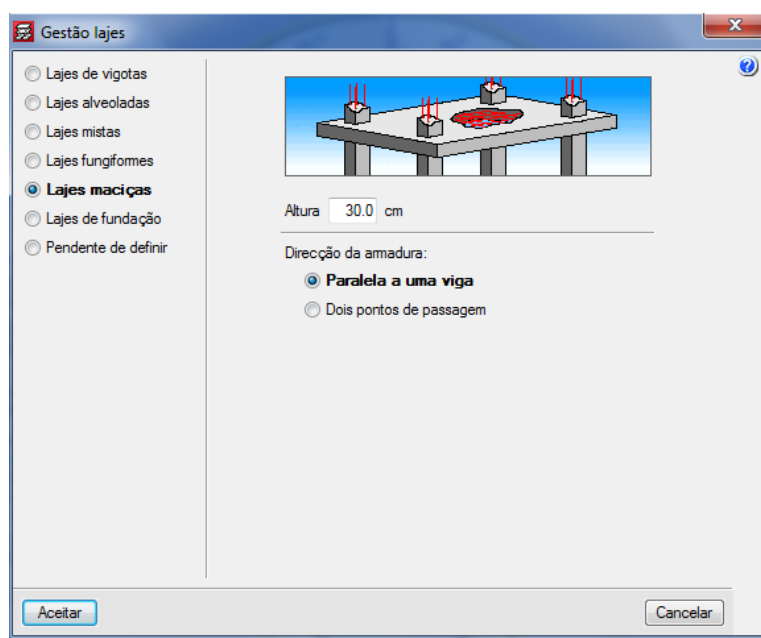 Gestão lajes
Lajes de vigotas
Lajes alveoladas
Lajes mistas
Lajes fungiformes
Lajes maciças
Lajes de fundação
Pendente de definir
Altura 30.0 cm
Direcção da armadura:
Paralela a uma viga
Dois pontos de passagem
Aceitar
Cancelar